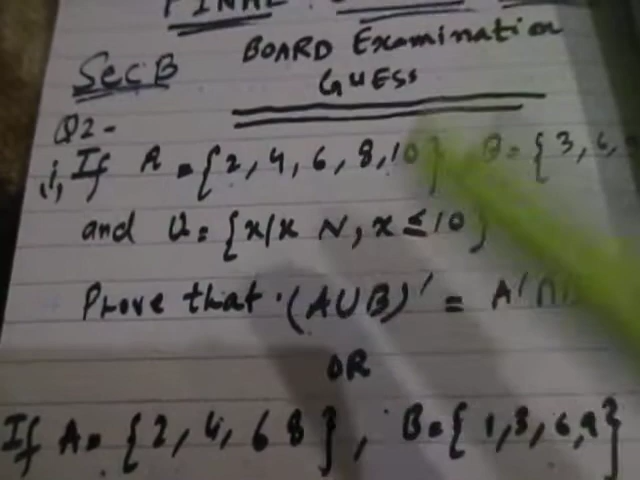 FINAL
BOARD Examination
Sec B
GUESS
Q2-
i, If A = {2, 4, 6, 8, 10} B = {3, 6,
and U = {x/x N, x ≤ 10}
Prove that (AUB)' = A'∩
OR
If A = {2, 4, 6 8}, B = {1, 3, 6, 9}